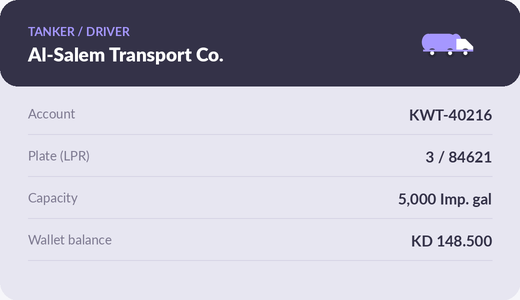 TANKER / DRIVER
Al-Salem Transport Co.
Account KWT-40216
Plate (LPR) 3 / 84621
Capacity 5,000 Imp. gal
Wallet balance KD 148.500